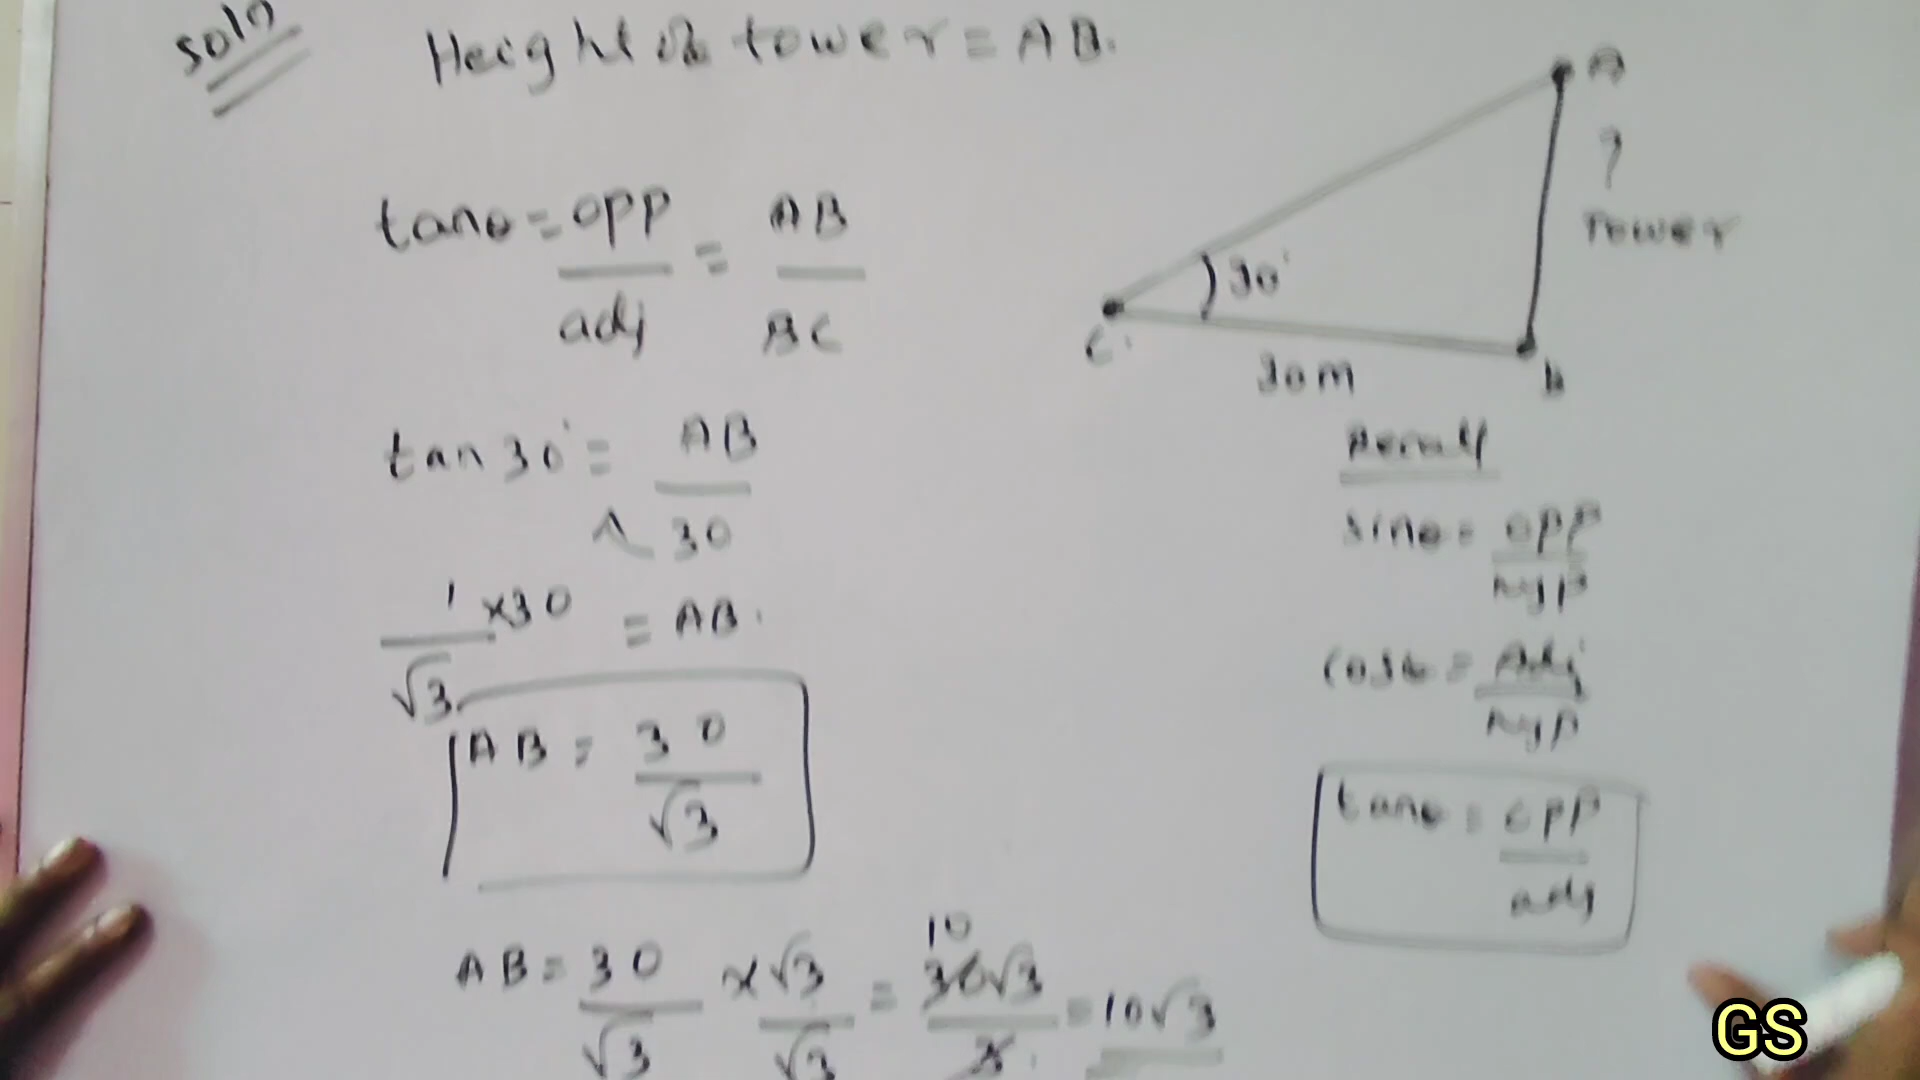 soln
Height of tower = AB.
tanθ = opp/adj = AB/BC
tan 30° = AB/30
1/√3 × 30 = AB.
AB = 30/√3
AB = 30/√3 × √3/√3 = 30√3/3 = 10√3
10
A
?
Tower
30°
C.
30m
B
Recall
sinθ = opp/hyp
cosθ = Adj/hyp
tanθ = opp/adj
GS